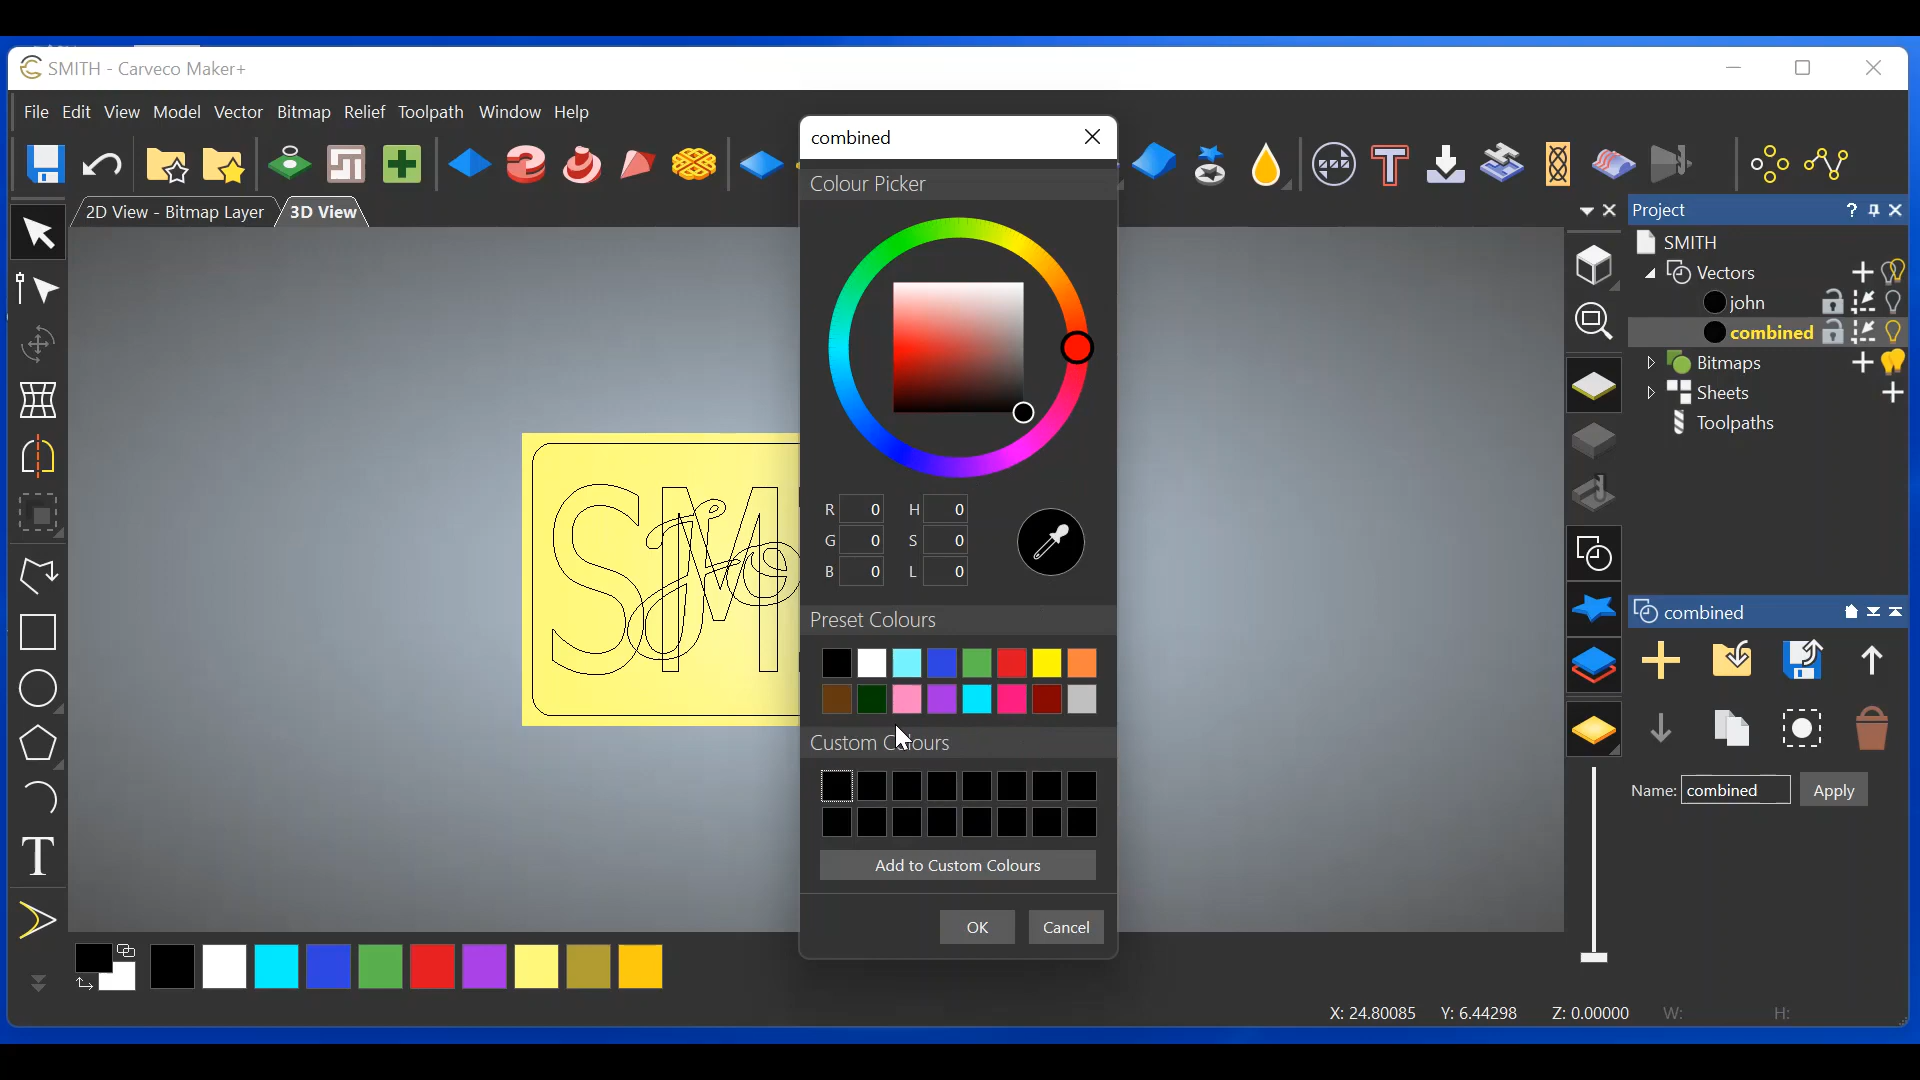 SMITH - Carveco Maker+
File Edit View Model Vector Bitmap Relief Toolpath Window Help
2D View - Bitmap Layer
3D View
combined
Colour Picker
R 0 H 0
G 0 S 0
B 0 L 0
Preset Colours
Custom Colours
Add to Custom Colours
OK Cancel
Project
SMITH
Vectors
john
combined
Bitmaps
Sheets
Toolpaths
combined
Name: combined Apply
SM
Jo
T
X: 24.80085 Y: 6.44298 Z: 0.00000 W: H: